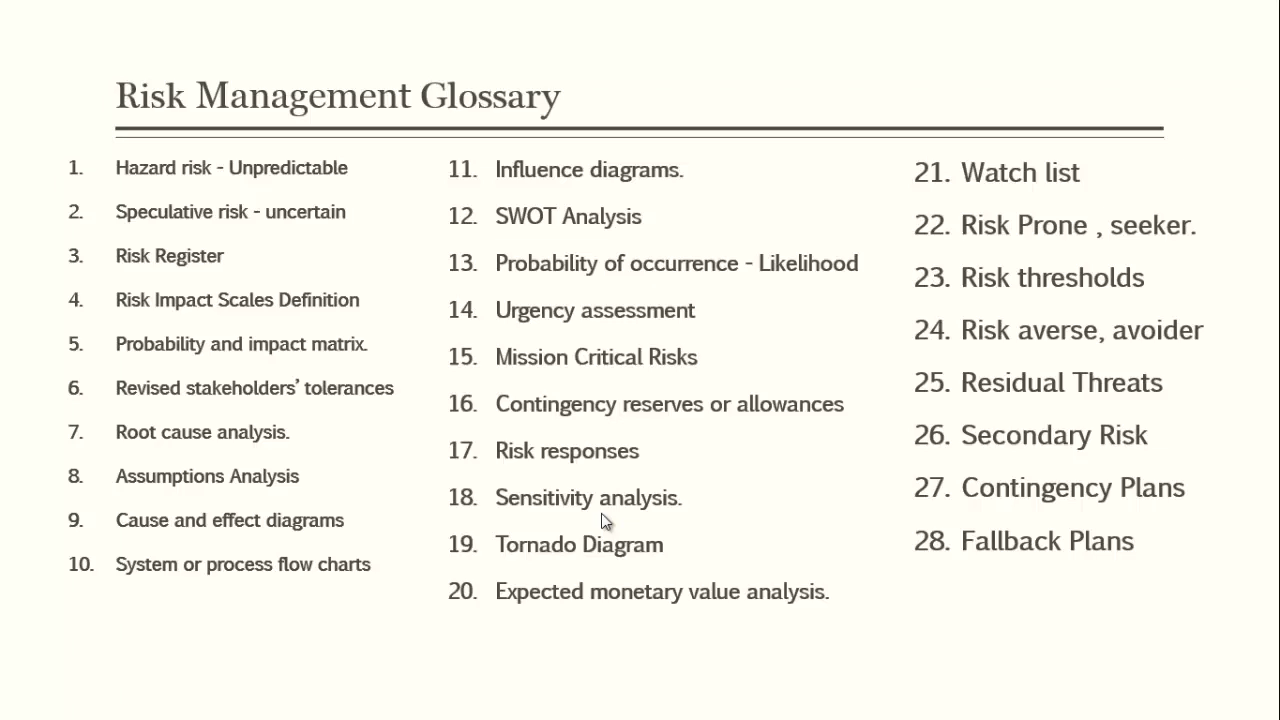 Risk Management Glossary
1. Hazard risk - Unpredictable
2. Speculative risk - uncertain
3. Risk Register
4. Risk Impact Scales Definition
5. Probability and impact matrix.
6. Revised stakeholders’ tolerances
7. Root cause analysis.
8. Assumptions Analysis
9. Cause and effect diagrams
10. System or process flow charts
11. Influence diagrams.
12. SWOT Analysis
13. Probability of occurrence - Likelihood
14. Urgency assessment
15. Mission Critical Risks
16. Contingency reserves or allowances
17. Risk responses
18. Sensitivity analysis.
19. Tornado Diagram
20. Expected monetary value analysis.
21. Watch list
22. Risk Prone , seeker.
23. Risk thresholds
24. Risk averse, avoider
25. Residual Threats
26. Secondary Risk
27. Contingency Plans
28. Fallback Plans